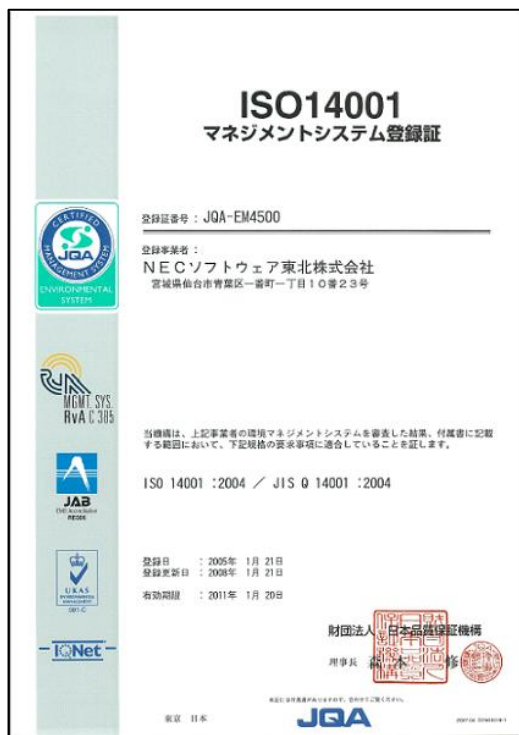 ISO14001
マネジメントシステム登録証
登録証番号 : JQA-EM4500
登録事業者 :
NECソフトウェア東北株式会社
宮城県仙台市青葉区一番町一丁目10番23号
CERTIFIED
MANAGEMENT SYSTEM
JQA
ENVIRONMENTAL
SYSTEM
MGMT. SYS.
RvA C 305
当機構は、上記事業者の環境マネジメントシステムを審査した結果、付属書に記載
する範囲において、下記規格の要求事項に適合していることを証します。
ISO 14001 :2004 / JIS Q 14001 :2004
JAB
EMS Accreditation
RE005
登録日 : 2005年 1月 21日
登録更新日 : 2008年 1月 21日
有効期限 : 2011年 1月 20日
UKAS
ENVIRONMENTAL
MANAGEMENT
IQNet
財団法人 日本品質保証機構
理事長 森本 修
東京 日本
JQA